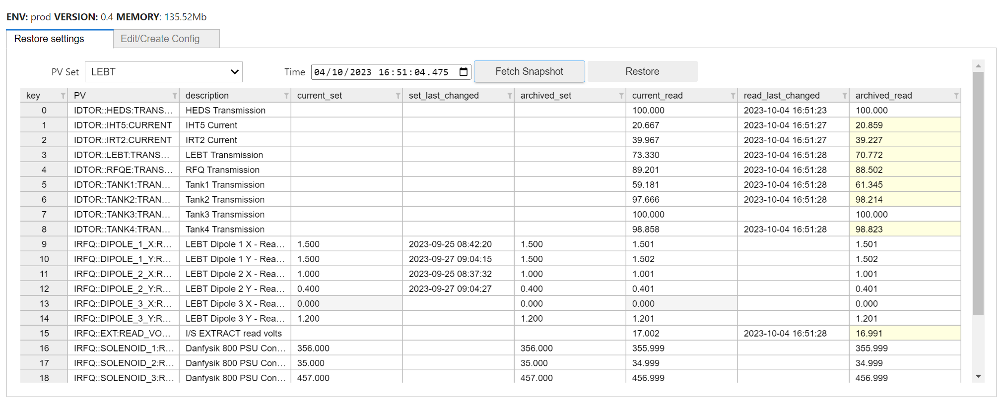 ENV: prod VERSION: 0.4 MEMORY: 135.52Mb
Restore settings Edit/Create Config
PV Set LEBT Time 04/10/2023 16:51:04.475 Fetch Snapshot Restore
key PV description current_set set_last_changed archived_set current_read read_last_changed archived_read
0 IDTOR::HEDS:TRANS... HEDS Transmission 100.000 2023-10-04 16:51:23 100.000
1 IDTOR::IHT5:CURRENT IHT5 Current 20.667 2023-10-04 16:51:27 20.859
2 IDTOR::IRT2:CURRENT IRT2 Current 39.967 2023-10-04 16:51:27 39.227
3 IDTOR::LEBT:TRANS... LEBT Transmission 73.330 2023-10-04 16:51:28 70.772
4 IDTOR::RFQE:TRANS... RFQ Transmission 89.201 2023-10-04 16:51:28 88.502
5 IDTOR::TANK1:TRAN... Tank1 Transmission 59.181 2023-10-04 16:51:28 61.345
6 IDTOR::TANK2:TRAN... Tank2 Transmission 97.666 2023-10-04 16:51:28 98.214
7 IDTOR::TANK3:TRAN... Tank3 Transmission 100.000 100.000
8 IDTOR::TANK4:TRAN... Tank4 Transmission 98.858 2023-10-04 16:51:28 98.823
9 IRFQ::DIPOLE_1_X:R... LEBT Dipole 1 X - Rea... 1.500 2023-09-25 08:42:20 1.500 1.501 1.501
10 IRFQ::DIPOLE_1_Y:R... LEBT Dipole 1 Y - Rea... 1.500 2023-09-27 09:04:15 1.500 1.502 1.502
11 IRFQ::DIPOLE_2_X:R... LEBT Dipole 2 X - Rea... 1.000 2023-09-25 08:37:32 1.000 1.001 1.001
12 IRFQ::DIPOLE_2_Y:R... LEBT Dipole 2 Y - Rea... 0.400 2023-09-27 09:04:27 0.400 0.401 0.401
13 IRFQ::DIPOLE_3_X:R... LEBT Dipole 3 X - Rea... 0.000 0.000 0.000 0.000
14 IRFQ::DIPOLE_3_Y:R... LEBT Dipole 3 Y - Rea... 1.200 1.200 1.201 1.201
15 IRFQ::EXT:READ_VO... I/S EXTRACT read volts 17.002 2023-10-04 16:51:28 16.991
16 IRFQ::SOLENOID_1:R... Danfysik 800 PSU Con... 356.000 356.000 355.999 355.999
17 IRFQ::SOLENOID_2:R... Danfysik 800 PSU Con... 35.000 35.000 34.999 34.999
18 IRFQ::SOLENOID_3:R... Danfysik 800 PSU Con... 457.000 457.000 456.999 456.999